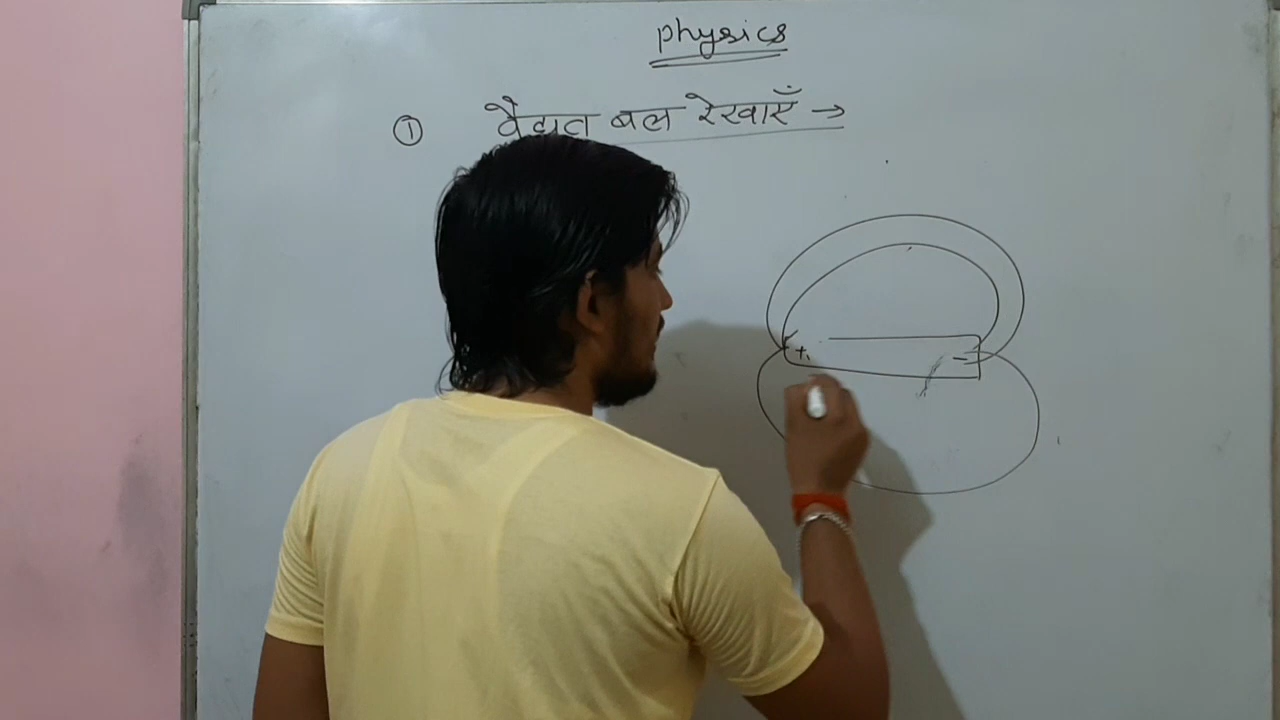 physics
① वैद्युत बल रेखाएँ →
+
-